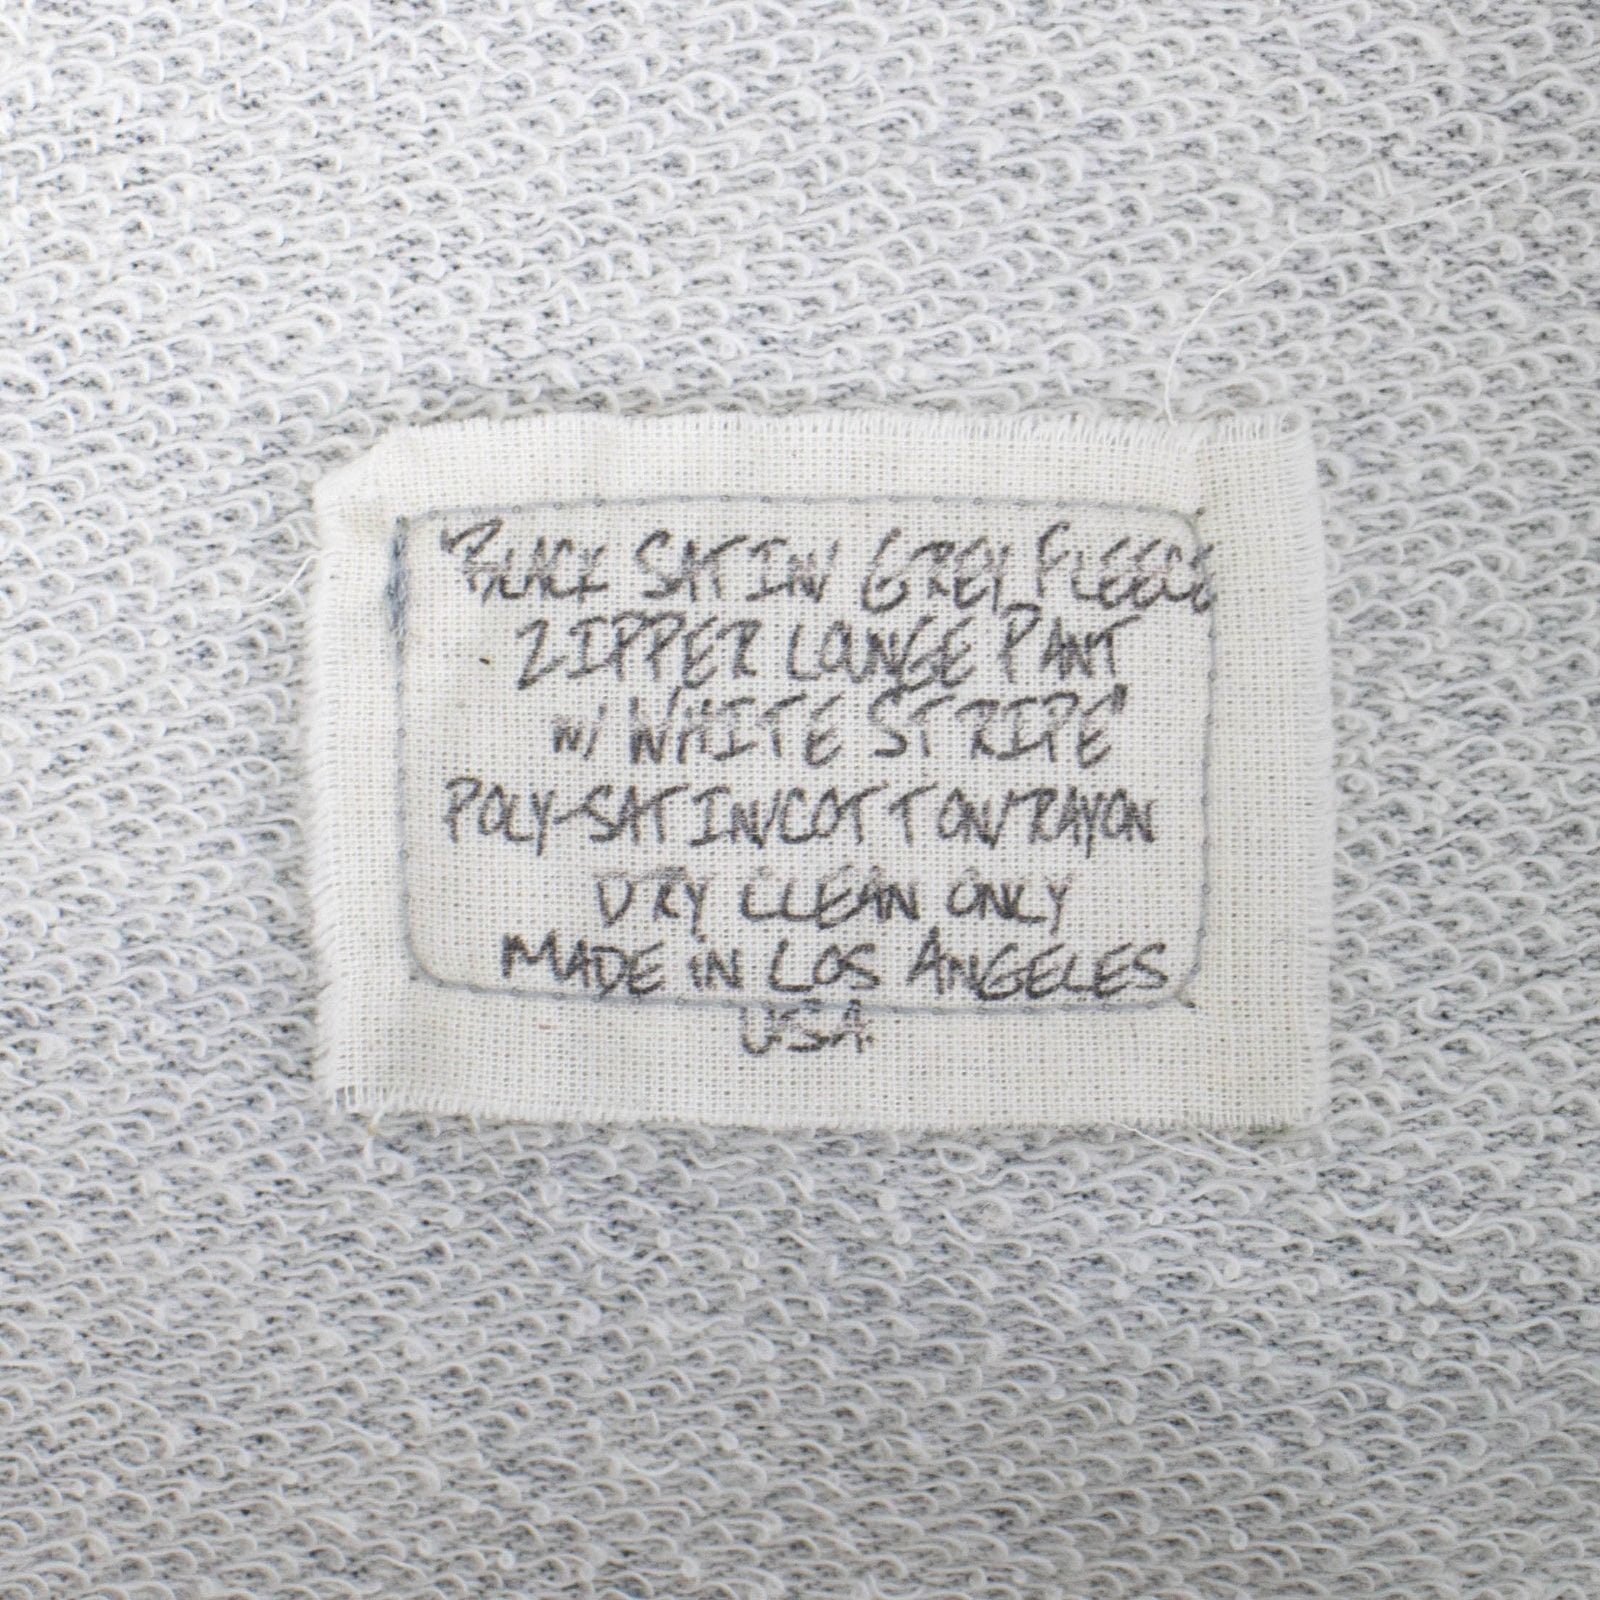 "BLACK SATIN GREY FLEECE
ZIPPER LOUNGE PANT
W/ WHITE STRIPE"
POLY-SATIN/COTTON/RAYON
DRY CLEAN ONLY
MADE IN LOS ANGELES
USA